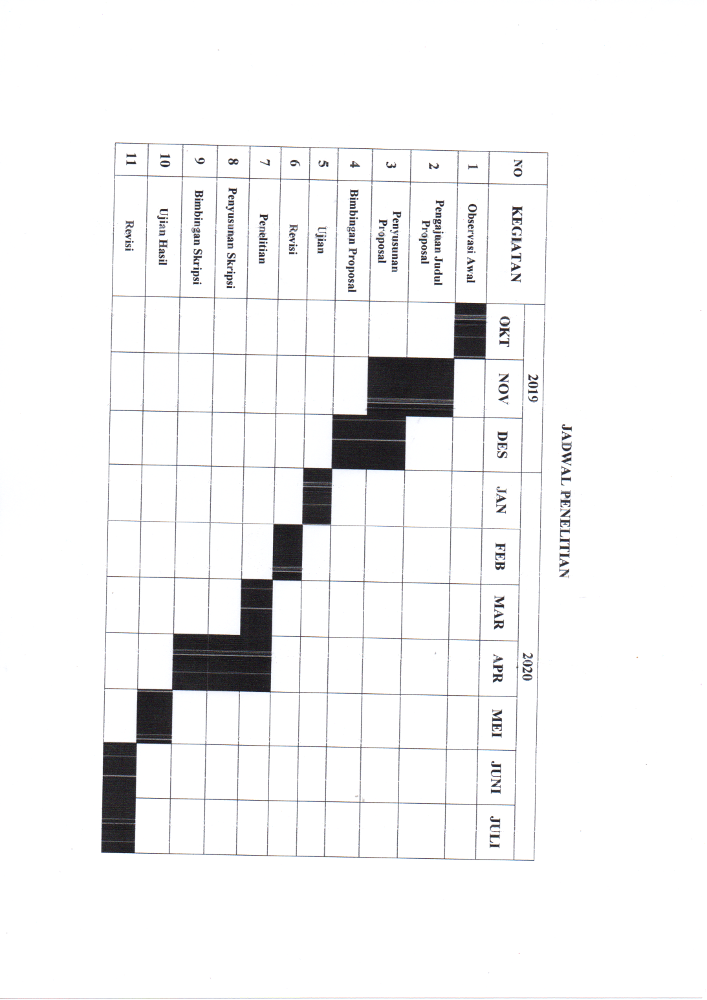 JADWAL PENELITIAN
NO
KEGIATAN
2019
2020
OKT
NOV
DES
JAN
FEB
MAR
APR
MEI
JUNI
JULI
1
Observasi Awal
2
Pengajuan Judul
Proposal
3
Penyusunan
Proposal
4
Bimbingan Proposal
5
Ujian
6
Revisi
7
Penelitian
8
Penyusunan Skripsi
9
Bimbingan Skripsi
10
Ujian Hasil
11
Revisi